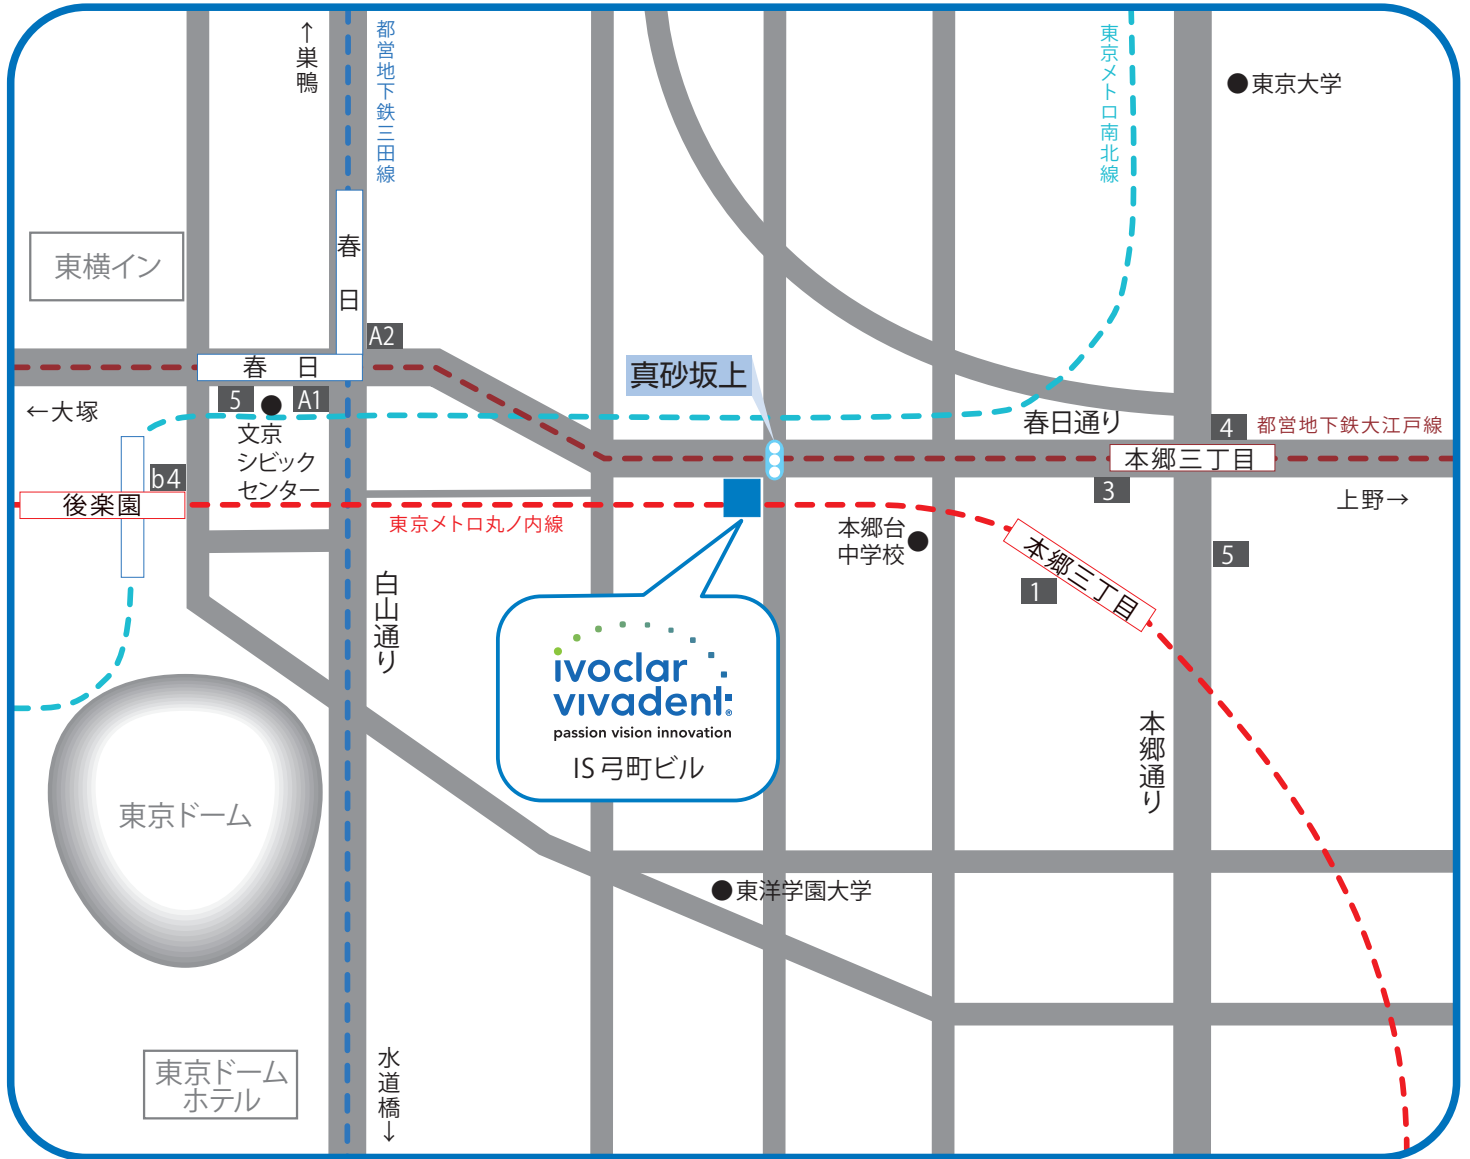 ↑巣鴨
都営地下鉄三田線
東京メトロ南北線
東京大学
東横イン
春日
A2
春日
真砂坂上
←大塚
5
A1
春日通り
4
都営地下鉄大江戸線
文京
シビック
センター
本郷三丁目
b4
3
後楽園
上野→
東京メトロ丸ノ内線
本郷台
中学校
本郷三丁目
5
1
白山通り
ivoclar
vivadent®
passion vision innovation
IS 弓町ビル
本郷通り
東京ドーム
東洋学園大学
東京ドーム
ホテル
水道橋↓